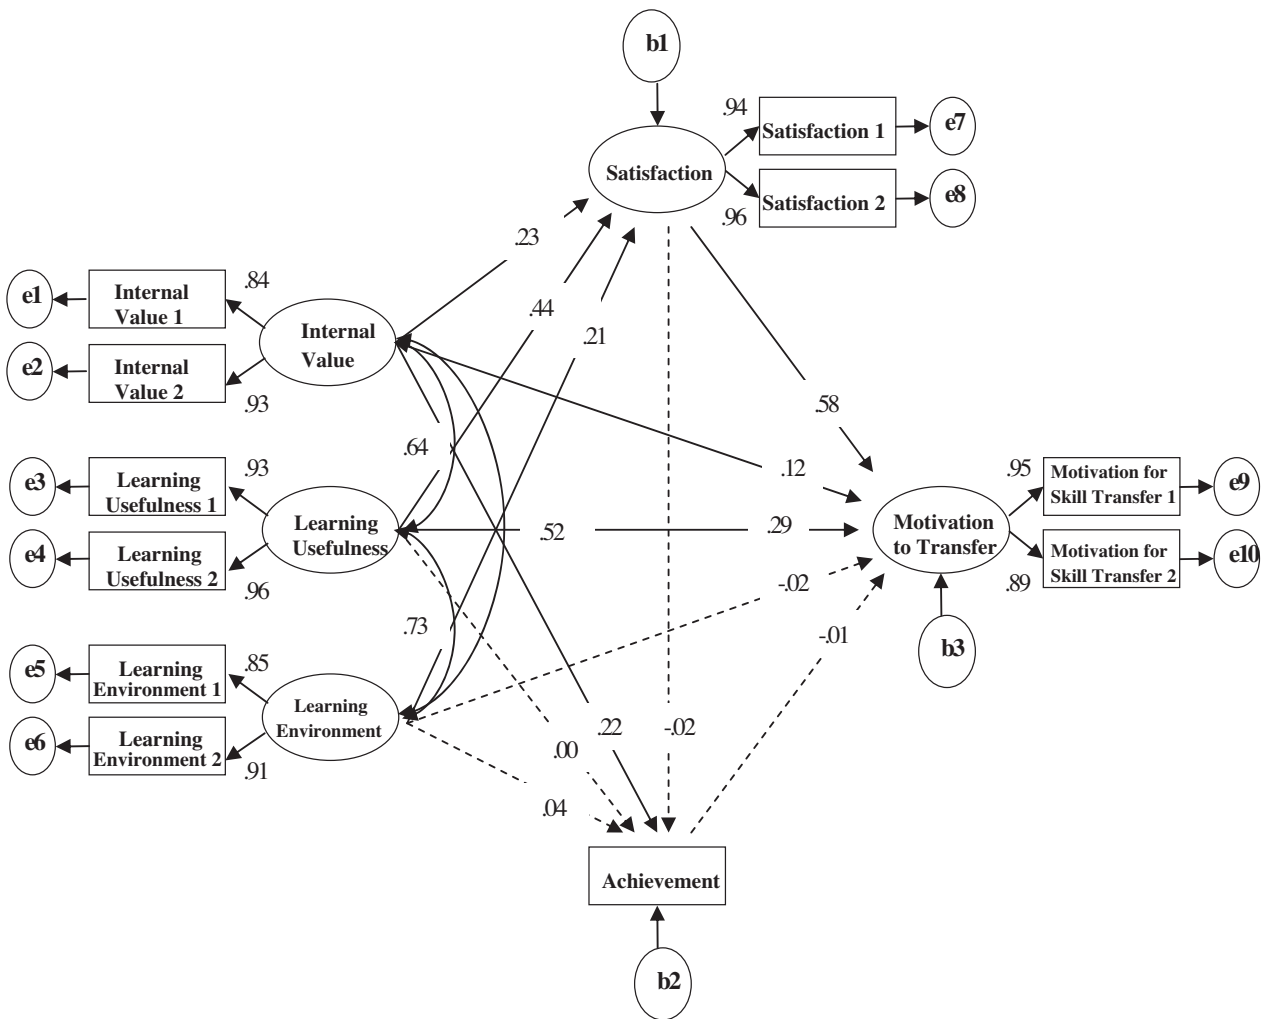 b1
.94
Satisfaction 1
e7
Satisfaction
Satisfaction 2
e8
.96
.23
e1
Internal
Value 1
.84
.44
.21
Internal
Value
e2
Internal
Value 2
.93
.58
.64
.12
e3
Learning
Usefulness 1
.93
.95
Motivation for
Skill Transfer 1
e9
Learning
Usefulness
.52
.29
Motivation
to Transfer
e4
Learning
Usefulness 2
.96
Motivation for
Skill Transfer 2
e10
.89
-.02
.73
-.01
b3
e5
Learning
Environment 1
.85
Learning
Environment
e6
Learning
Environment 2
.91
.22
-.02
.00
.04
Achievement
b2